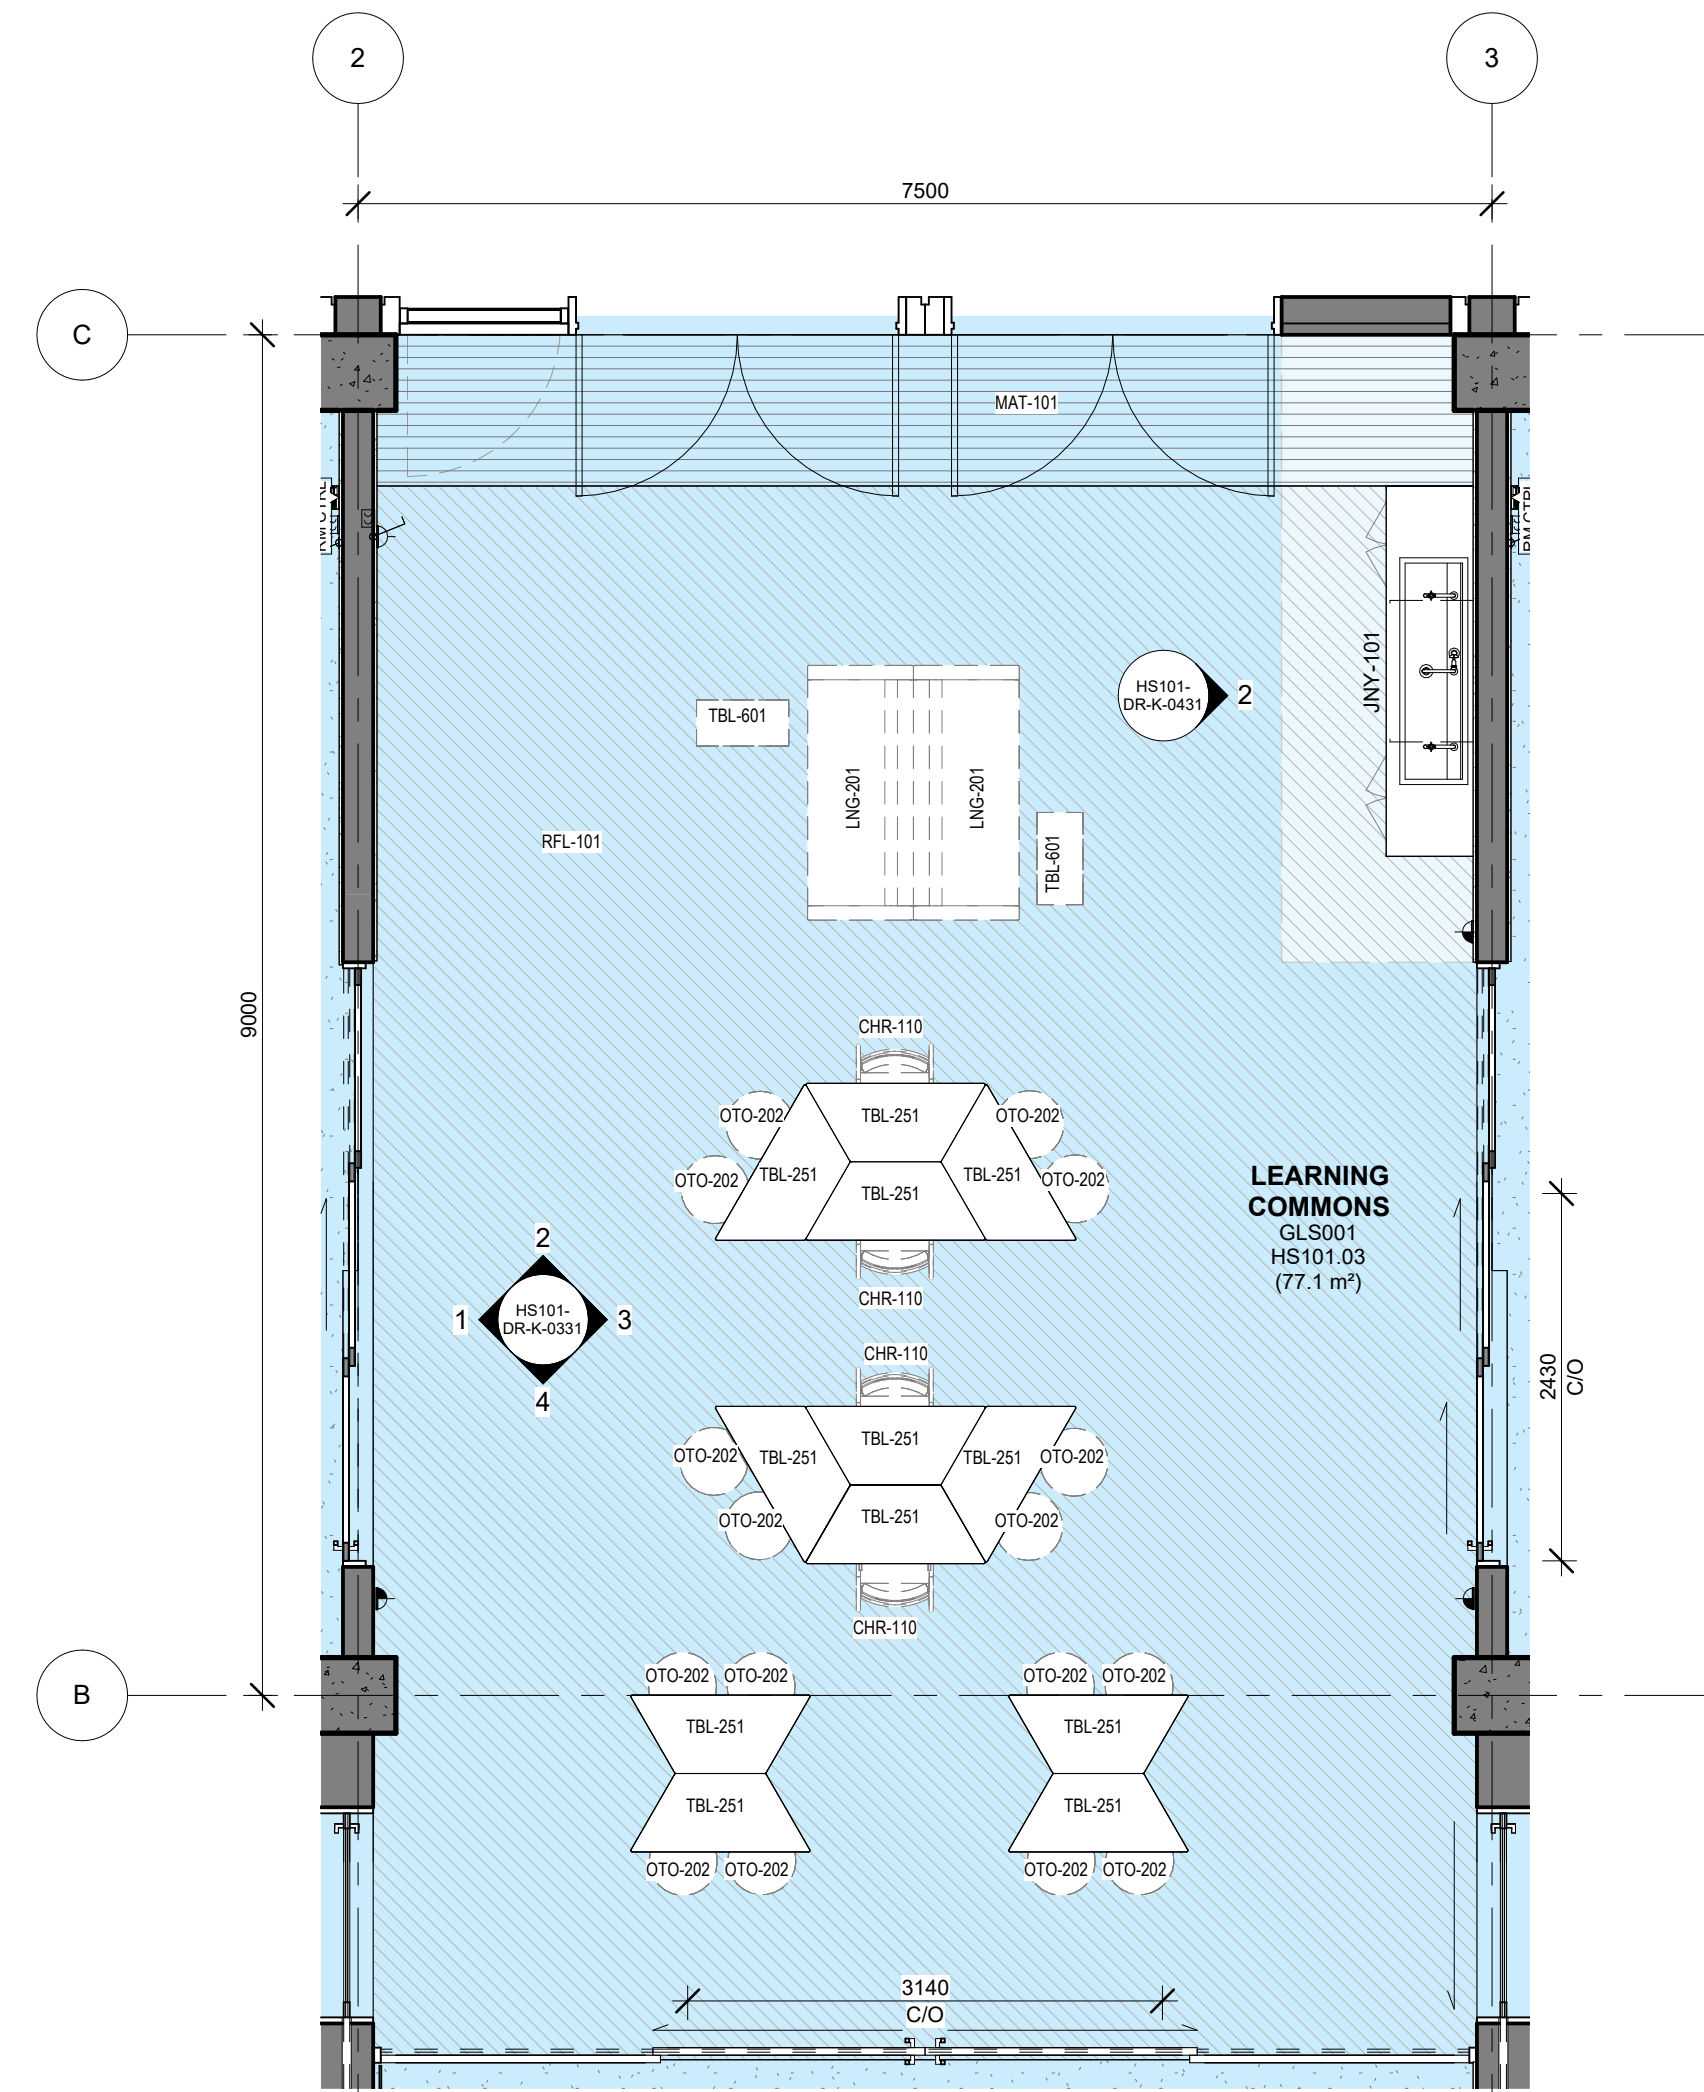 2
3
7500
C
MAT-101
RM CTRL
RM CTRL
HS101-
DR-K-0431
2
JNY-101
TBL-601
LNG-201
LNG-201
TBL-601
RFL-101
9000
CHR-110
OTO-202
TBL-251
OTO-202
OTO-202
TBL-251
TBL-251
TBL-251
OTO-202
CHR-110
LEARNING
COMMONS
GLS001
HS101.03
(77.1 m²)
2
1
HS101-
DR-K-0331
3
4
CHR-110
2430
C/O
TBL-251
OTO-202
TBL-251
TBL-251
OTO-202
OTO-202
TBL-251
OTO-202
CHR-110
B
OTO-202
OTO-202
OTO-202
OTO-202
TBL-251
TBL-251
TBL-251
TBL-251
OTO-202
OTO-202
OTO-202
OTO-202
3140
C/O